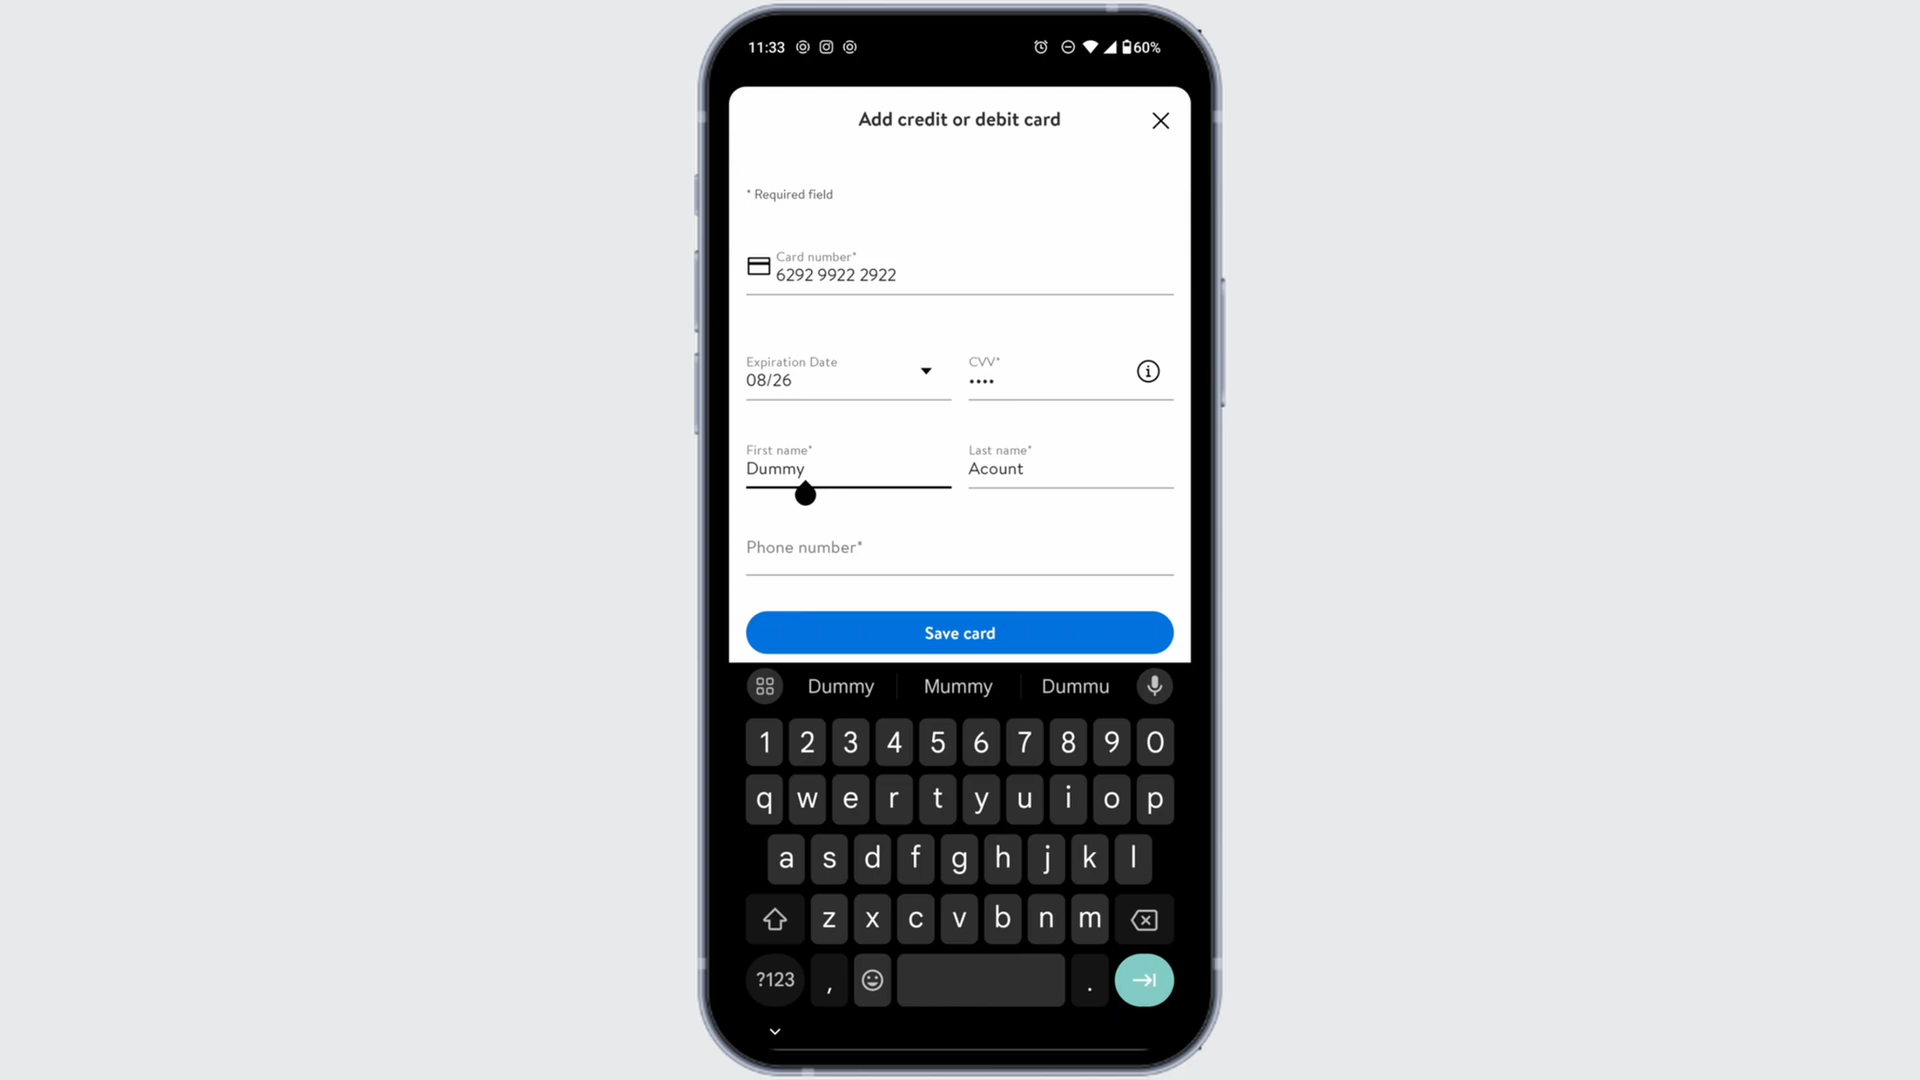 11:33 60%
Add credit or debit card
* Required field
Card number*
6292 9922 2922
Expiration Date CVV*
08/26 ••••
First name* Last name*
Dummy Acount
Phone number*
Save card
Dummy Mummy Dummu
1 2 3 4 5 6 7 8 9 0
q w e r t y u i o p
a s d f g h j k l
z x c v b n m
?123 , .